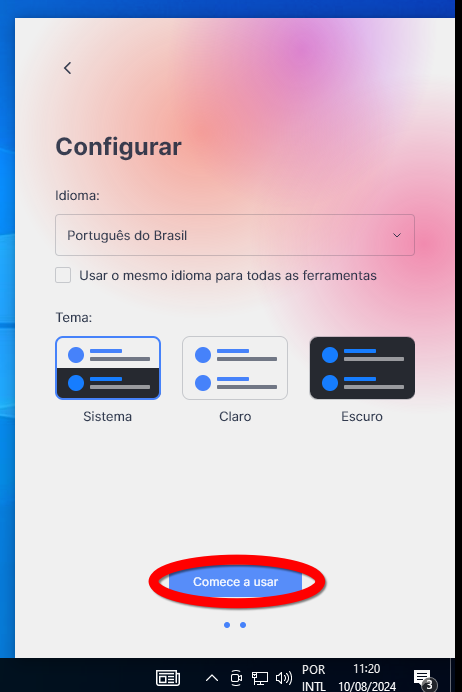 Configurar
Idioma:
Português do Brasil
Usar o mesmo idioma para todas as ferramentas
Tema:
Sistema Claro Escuro
Comece a usar
POR 11:20
INTL 10/08/2024 3